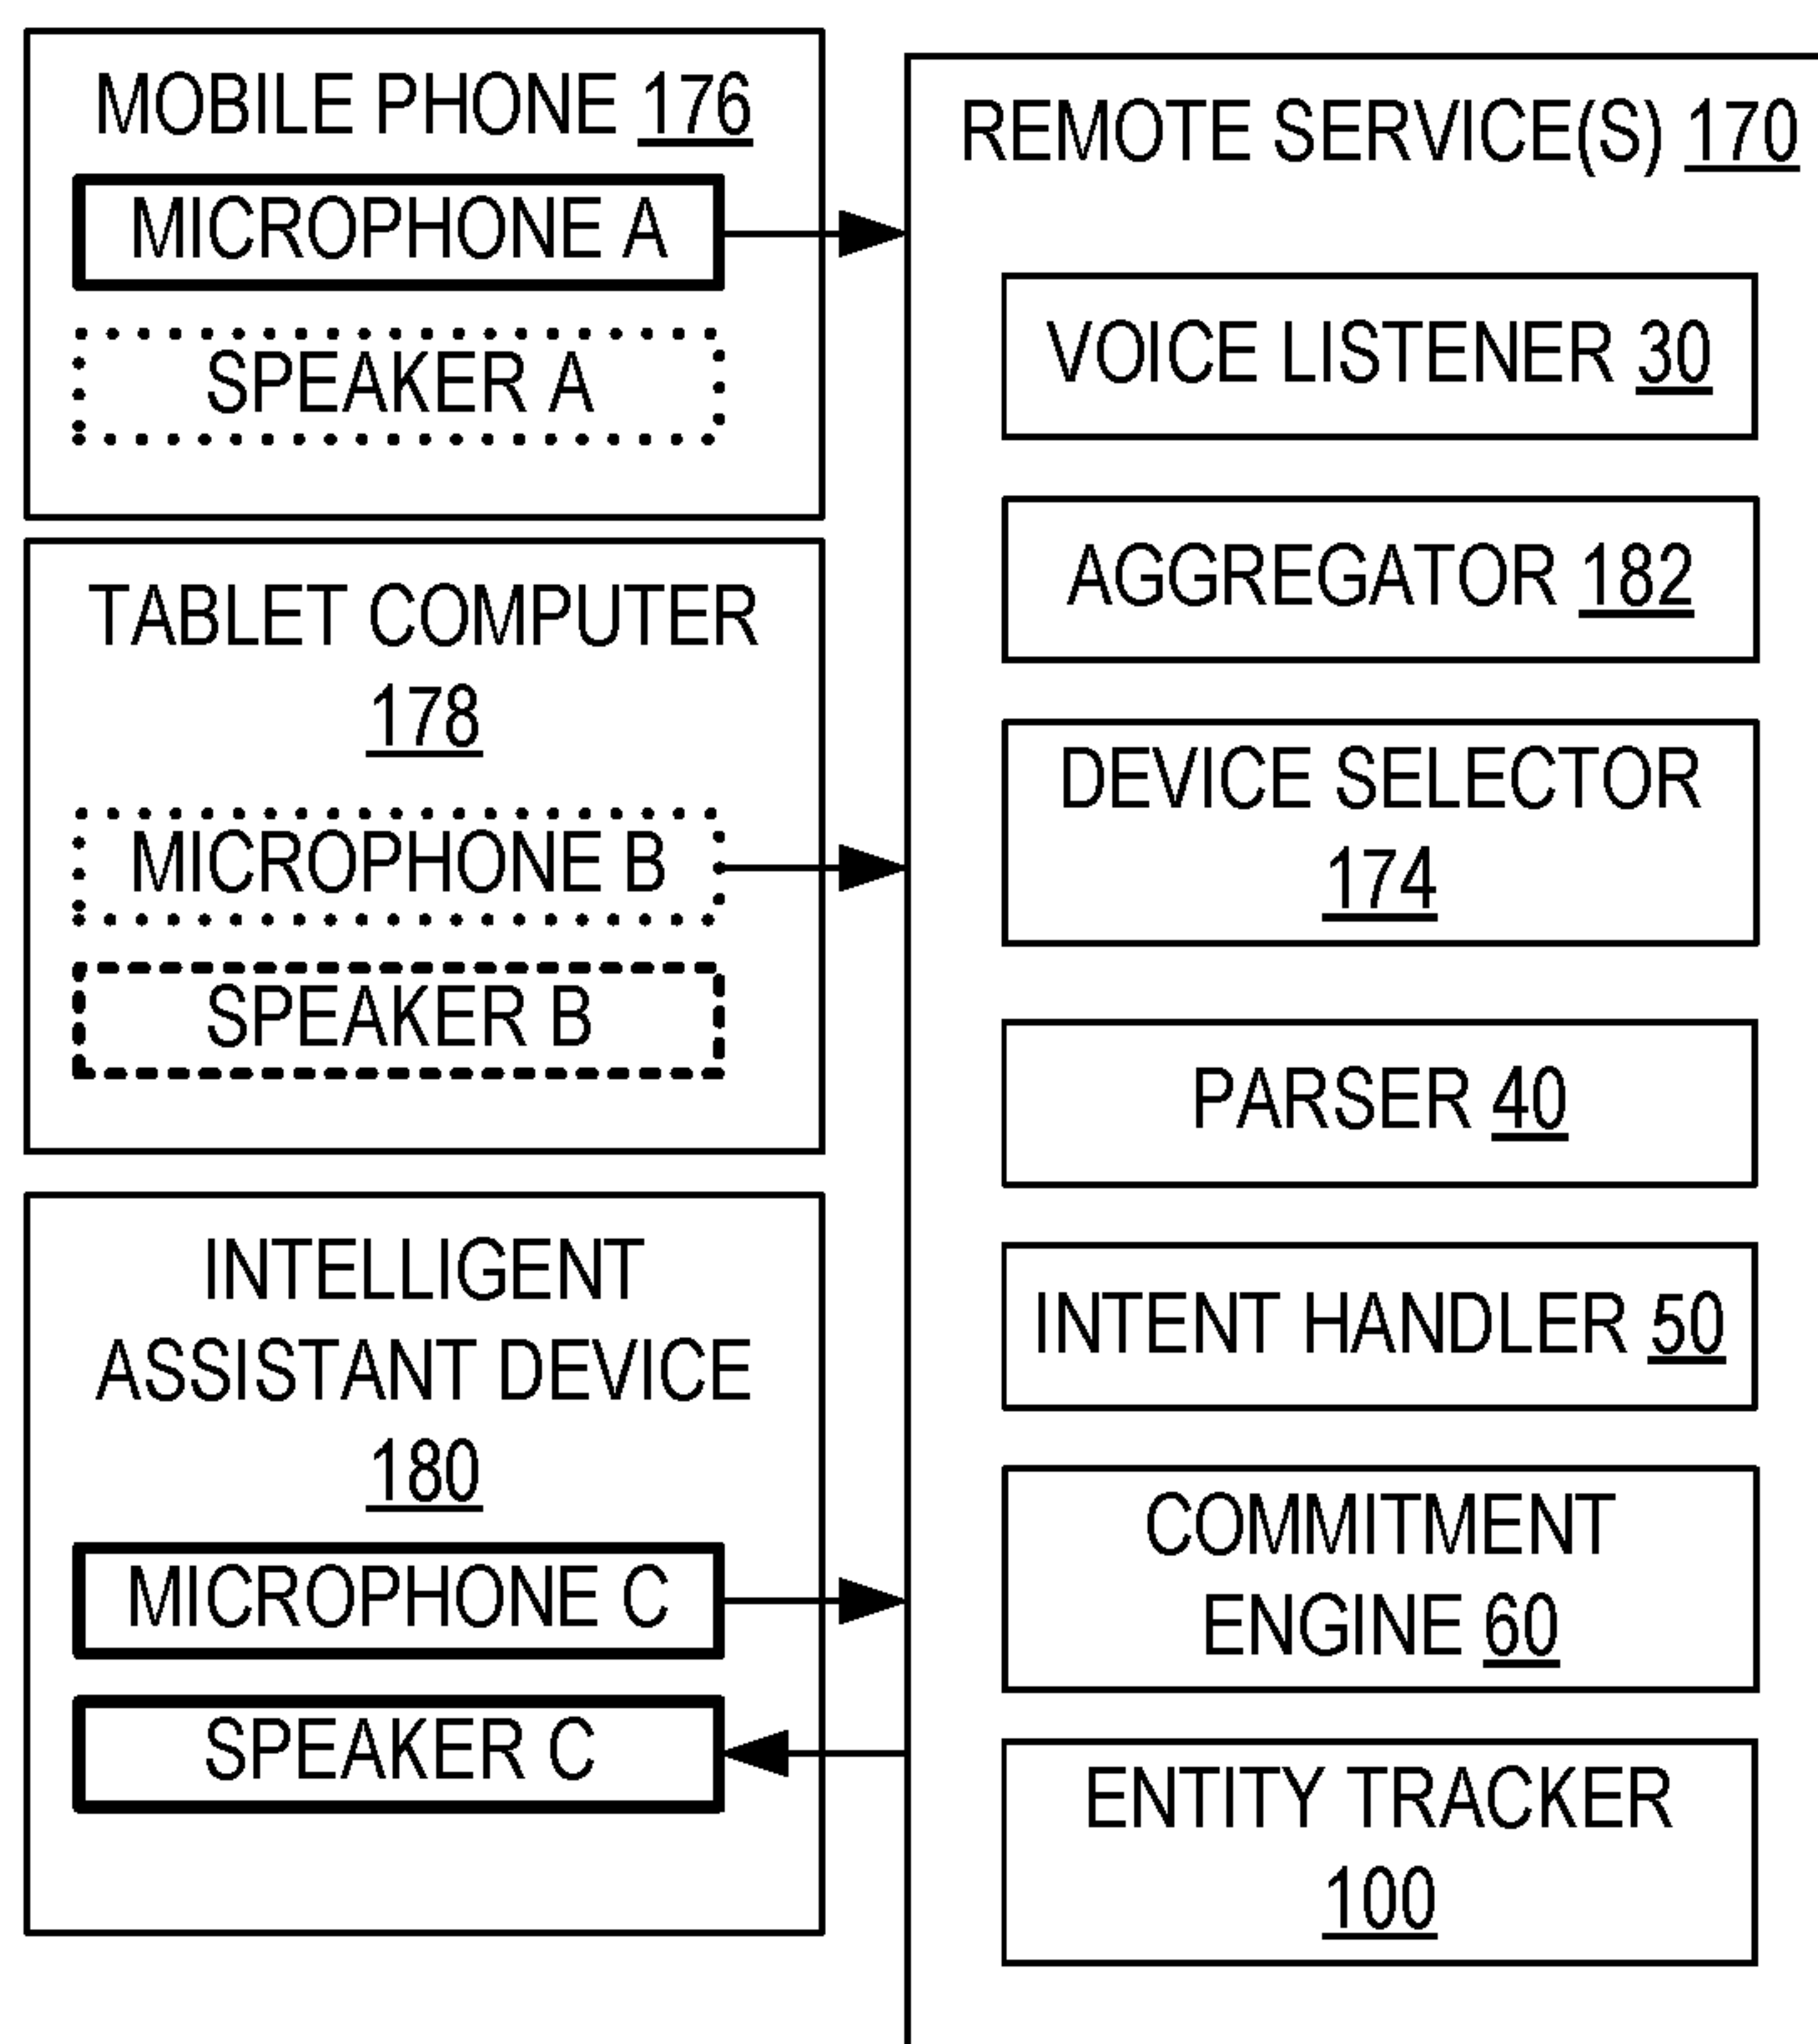 MOBILE PHONE 176
MICROPHONE A
SPEAKER A
TABLET COMPUTER
178
MICROPHONE B
SPEAKER B
INTELLIGENT
ASSISTANT DEVICE
180
MICROPHONE C
SPEAKER C
REMOTE SERVICE(S) 170
VOICE LISTENER 30
AGGREGATOR 182
DEVICE SELECTOR
174
PARSER 40
INTENT HANDLER 50
COMMITMENT
ENGINE 60
ENTITY TRACKER
100